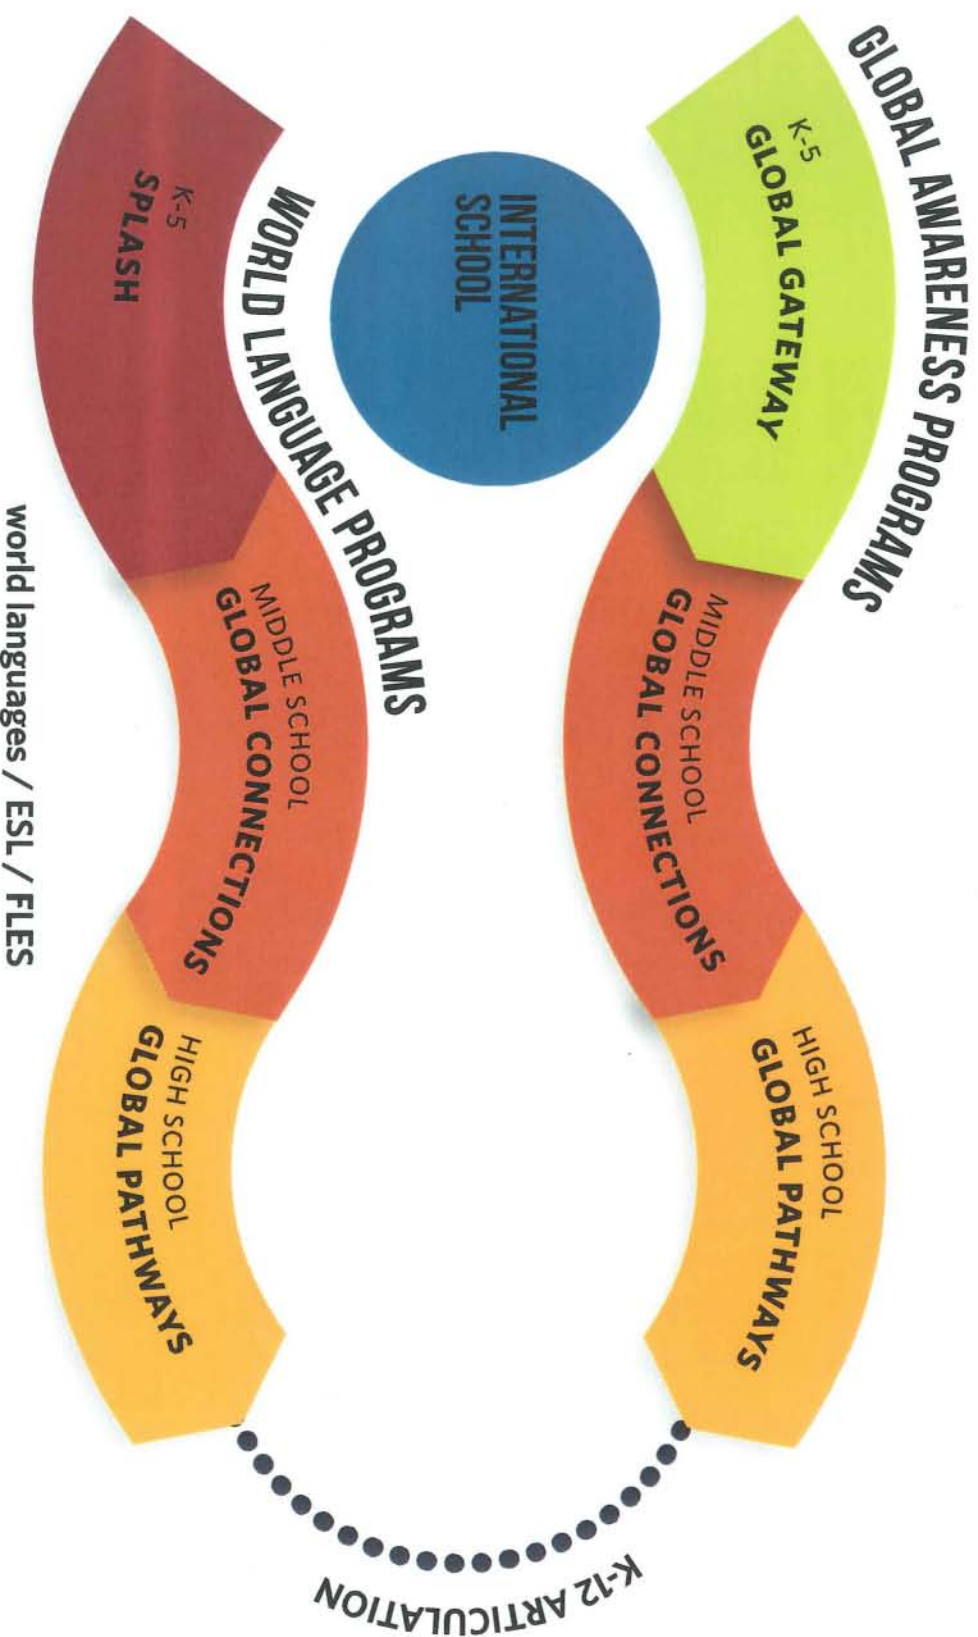 GLOBAL AWARENESS PROGRAMS
K-5
GLOBAL GATEWAY
MIDDLE SCHOOL
GLOBAL CONNECTIONS
HIGH SCHOOL
GLOBAL PATHWAYS
INTERNATIONAL
SCHOOL
K-12 ARTICULATION
WORLD LANGUAGE PROGRAMS
K-5
SPLASH
MIDDLE SCHOOL
GLOBAL CONNECTIONS
HIGH SCHOOL
GLOBAL PATHWAYS
world languages / ESL / FLES